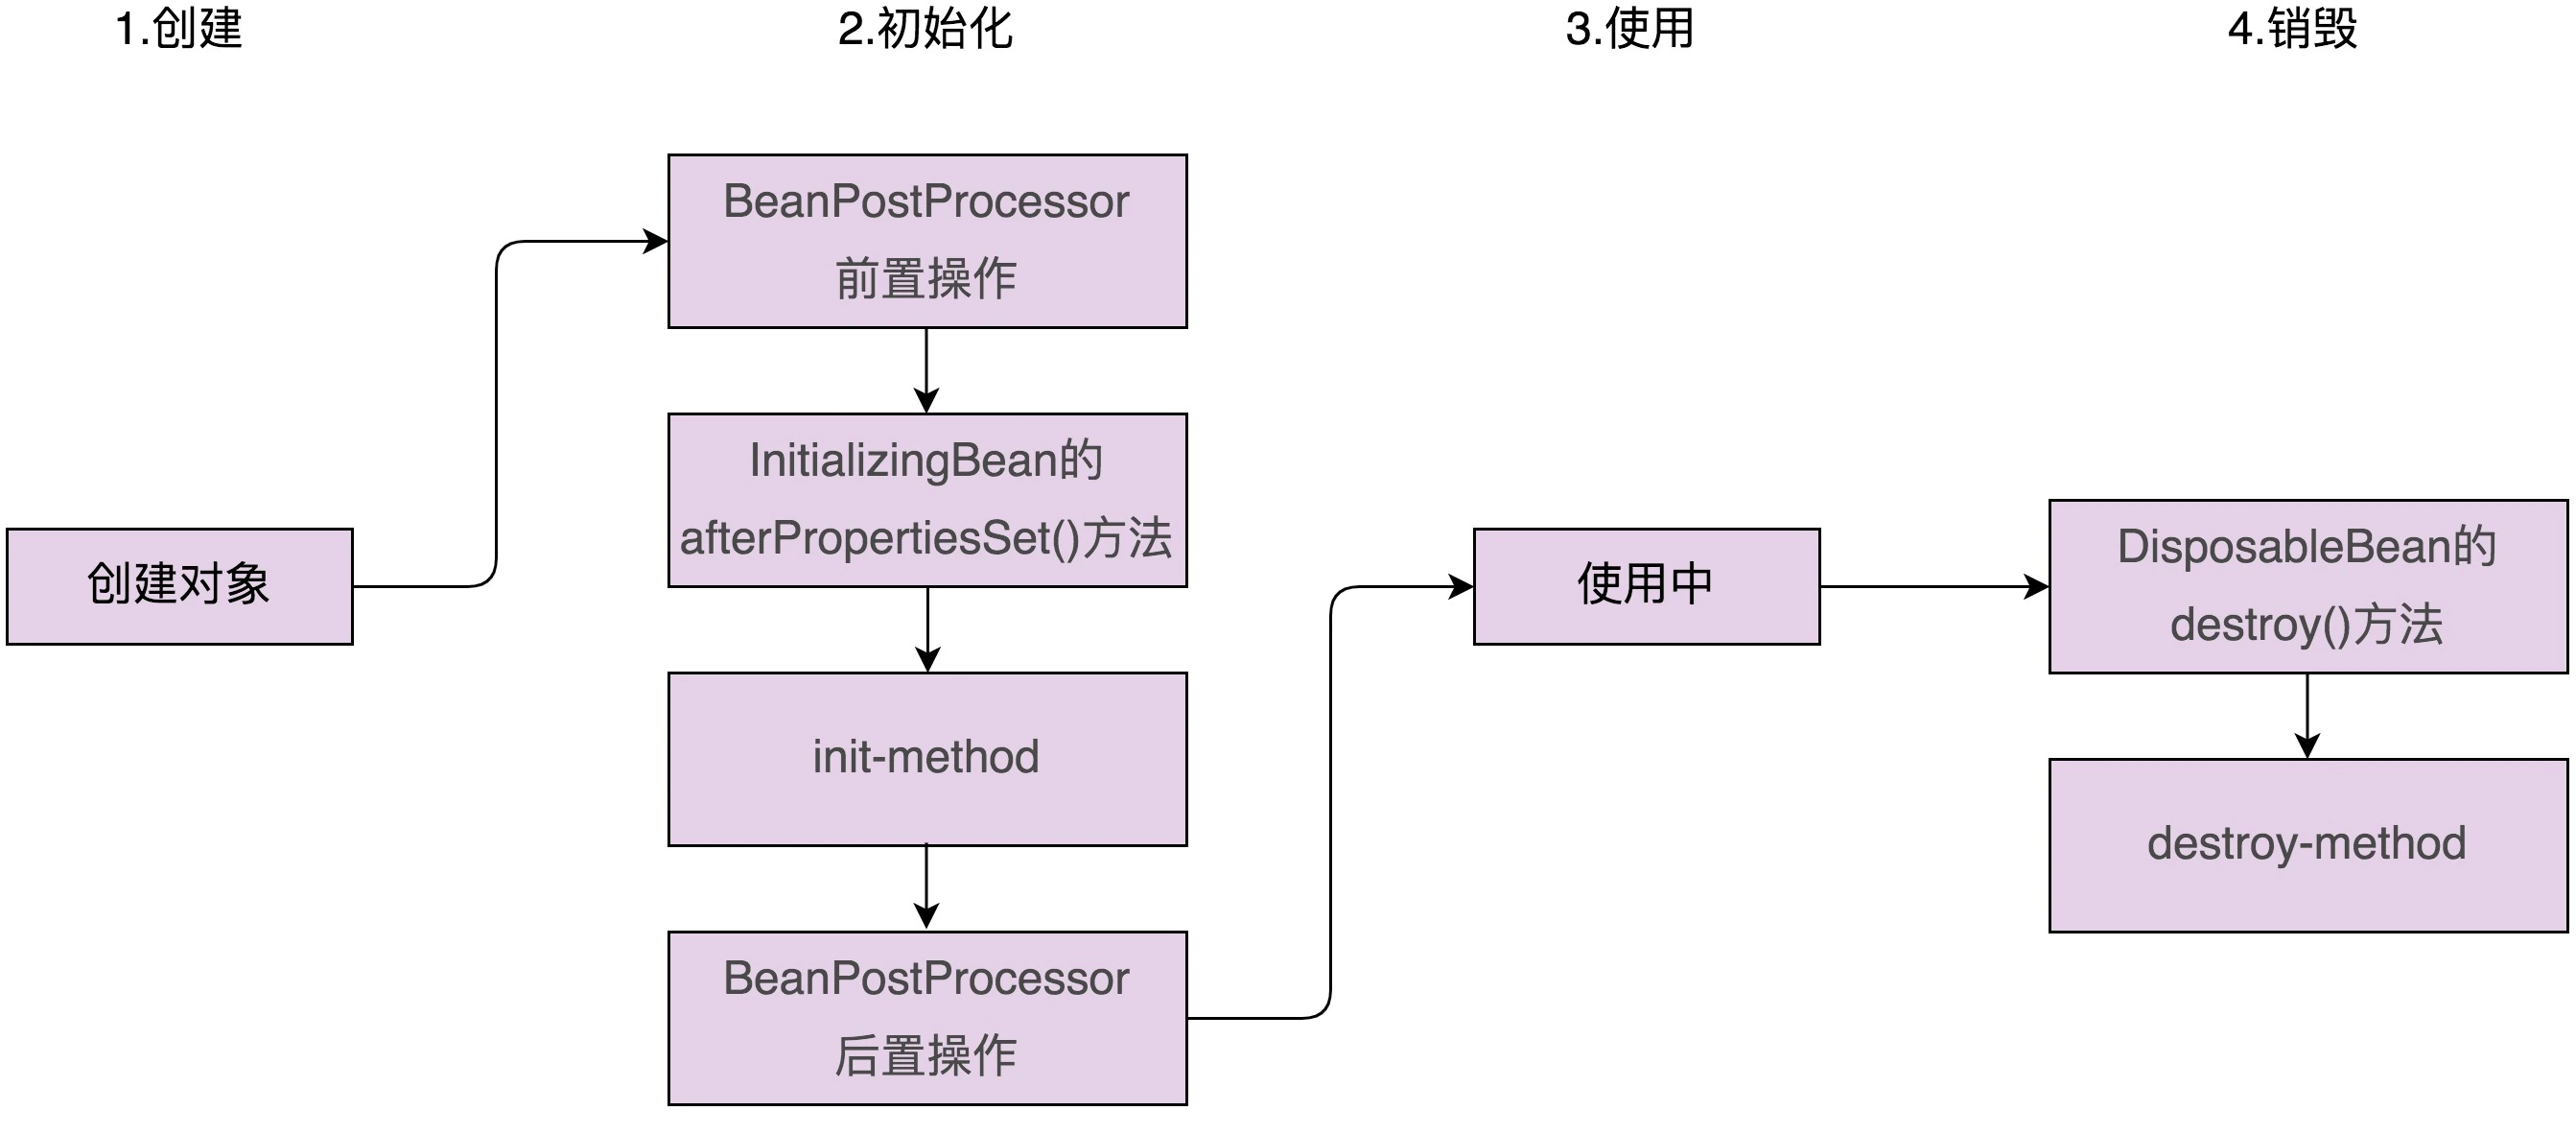 1.创建
2.初始化
3.使用
4.销毁
创建对象
BeanPostProcessor
前置操作
InitializingBean的
afterPropertiesSet()方法
init-method
BeanPostProcessor
后置操作
使用中
DisposableBean的
destroy()方法
destroy-method